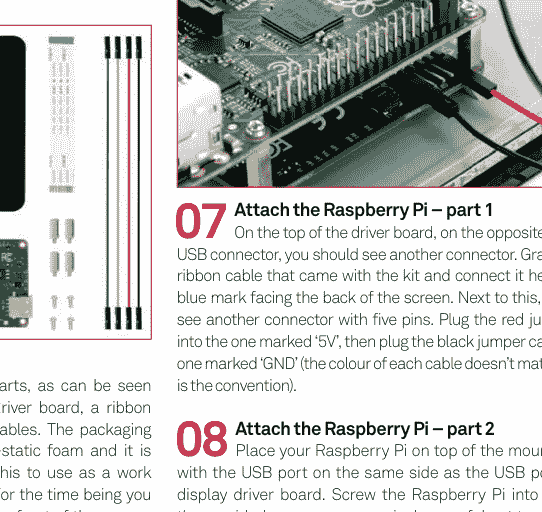 07 Attach the Raspberry Pi – part 1
On the top of the driver board, on the opposite
USB connector, you should see another connector. Gra
ribbon cable that came with the kit and connect it he
blue mark facing the back of the screen. Next to this,
see another connector with five pins. Plug the red ju
into the one marked ‘5V’, then plug the black jumper ca
one marked ‘GND’ (the colour of each cable doesn’t mat
is the convention).
08 Attach the Raspberry Pi – part 2
Place your Raspberry Pi on top of the mour
with the USB port on the same side as the USB po
display driver board. Screw the Raspberry Pi into
arts, as can be seen
river board, a ribbon
ables. The packaging
-static foam and it is
his to use as a work
or the time being you